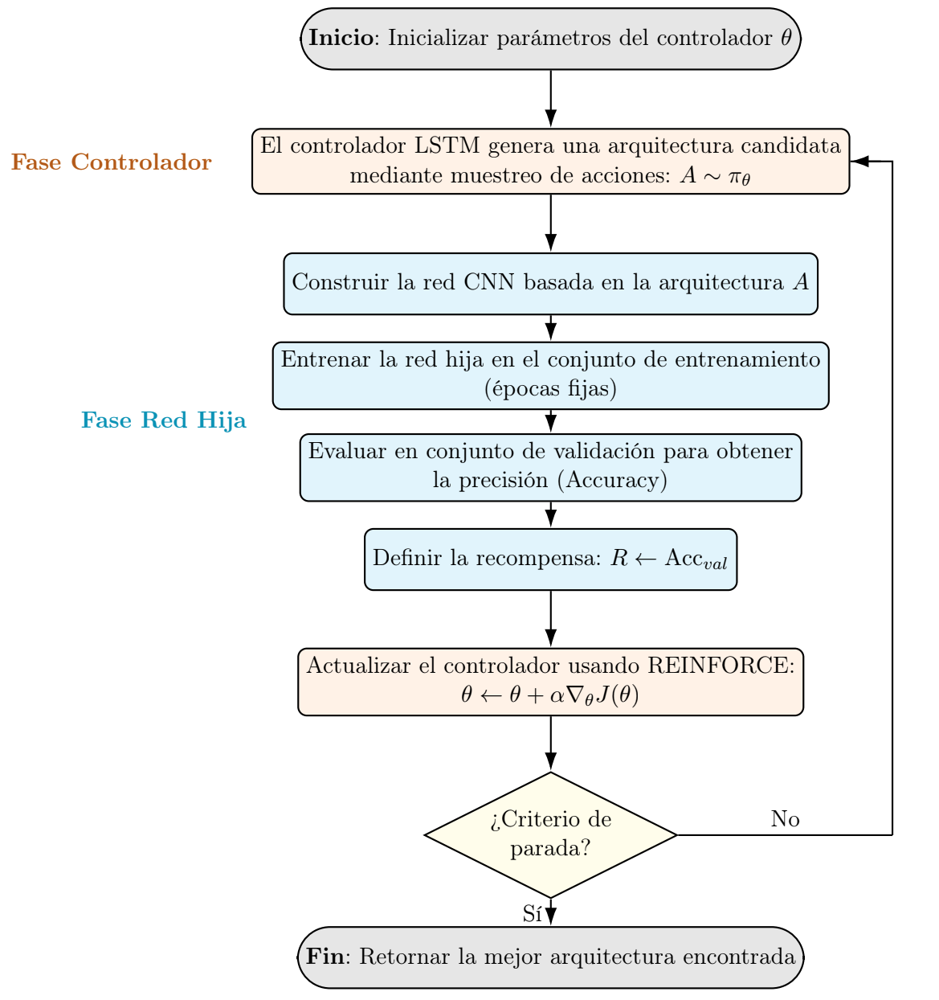 Inicio: Inicializar parámetros del controlador θ
Fase Controlador
El controlador LSTM genera una arquitectura candidata
mediante muestreo de acciones: A ∼ π_θ
Construir la red CNN basada en la arquitectura A
Entrenar la red hija en el conjunto de entrenamiento
(épocas fijas)
Fase Red Hija
Evaluar en conjunto de validación para obtener
la precisión (Accuracy)
Definir la recompensa: R ← Acc_val
Actualizar el controlador usando REINFORCE:
θ ← θ + α∇_θJ(θ)
¿Criterio de
parada?
No
Sí
Fin: Retornar la mejor arquitectura encontrada